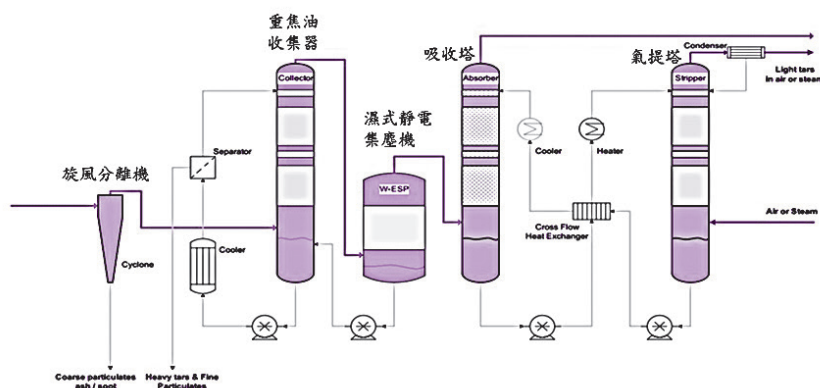 重焦油
收集器
Collector
吸收塔
Absorber
氣提塔
Stripper
Condenser
Light tars
in air or steam
濕式靜電
集塵機
W-ESP
Separator
Cooler
Heater
旋風分離機
Cyclone
Cooler
Cross Flow
Heat Exchanger
Air or Steam
Coarse particulates
ash / soot
Heavy tars & Fine
Particulates